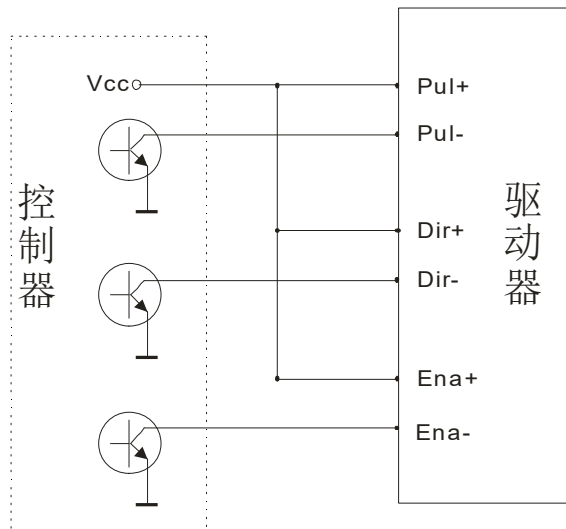 Vcc
Pul+
Pul-
控制器
驱动器
Dir+
Dir-
Ena+
Ena-